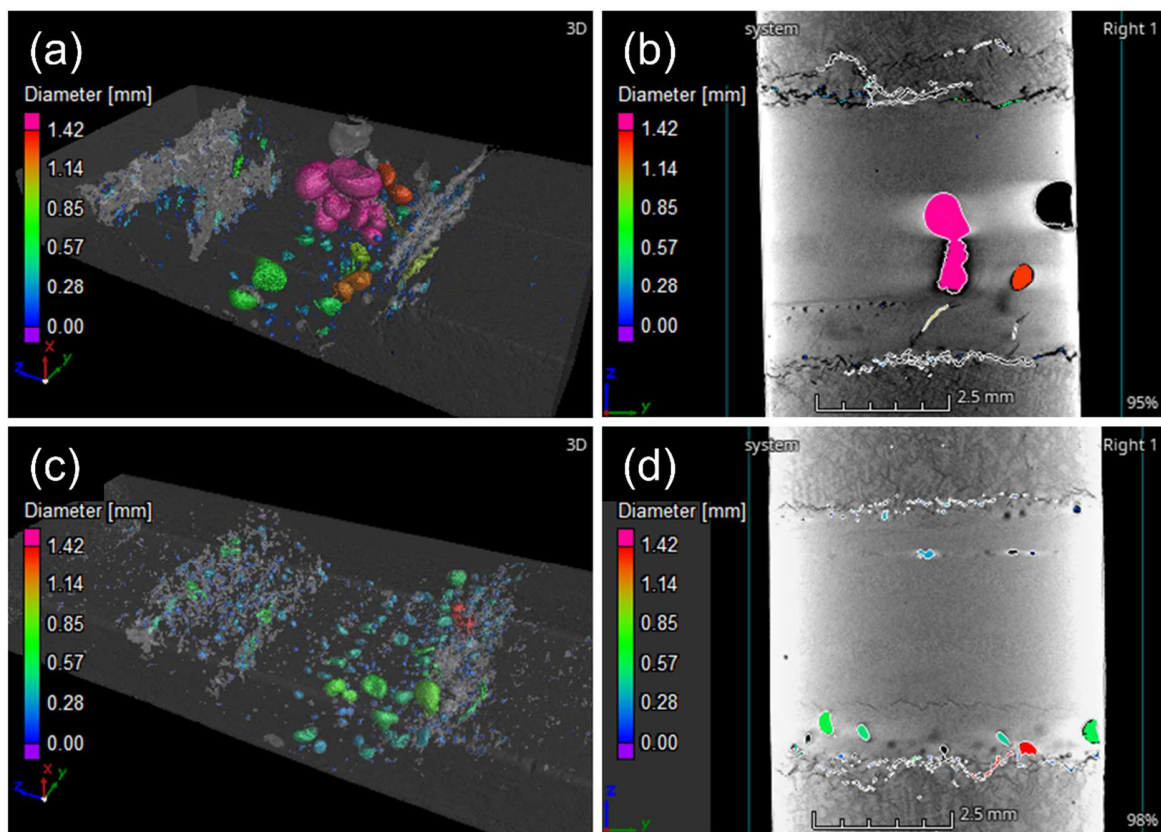 (a)
3D
Diameter [mm]
1.42
1.14
0.85
0.57
0.28
0.00
x
y
z
(b)
system
Right 1
Diameter [mm]
1.42
1.14
0.85
0.57
0.28
0.00
z
y
2.5 mm
95%
(c)
3D
Diameter [mm]
1.42
1.14
0.85
0.57
0.28
0.00
x
y
z
(d)
system
Right 1
Diameter [mm]
1.42
1.14
0.85
0.57
0.28
0.00
z
y
2.5 mm
98%